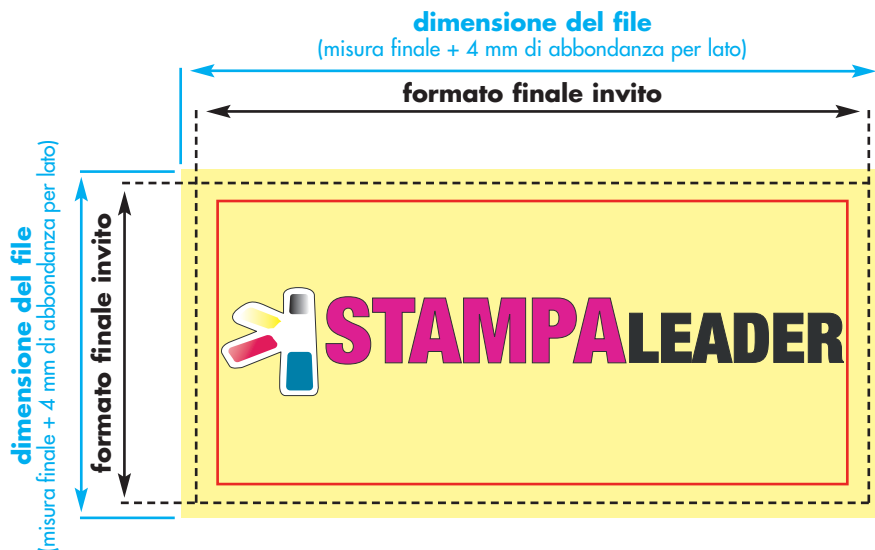 dimensione del file
(misura finale + 4 mm di abbondanza per lato)
formato finale invito
dimensione del file
(misura finale + 4 mm di abbondanza per lato)
formato finale invito
STAMPALEADER